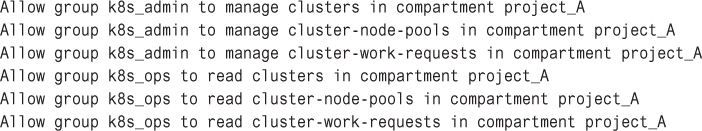 Allow group k8s_admin to manage clusters in compartment project_A
Allow group k8s_admin to manage cluster-node-pools in compartment project_A
Allow group k8s_admin to manage cluster-work-requests in compartment project_A
Allow group k8s_ops to read clusters in compartment project_A
Allow group k8s_ops to read cluster-node-pools in compartment project_A
Allow group k8s_ops to read cluster-work-requests in compartment project_A